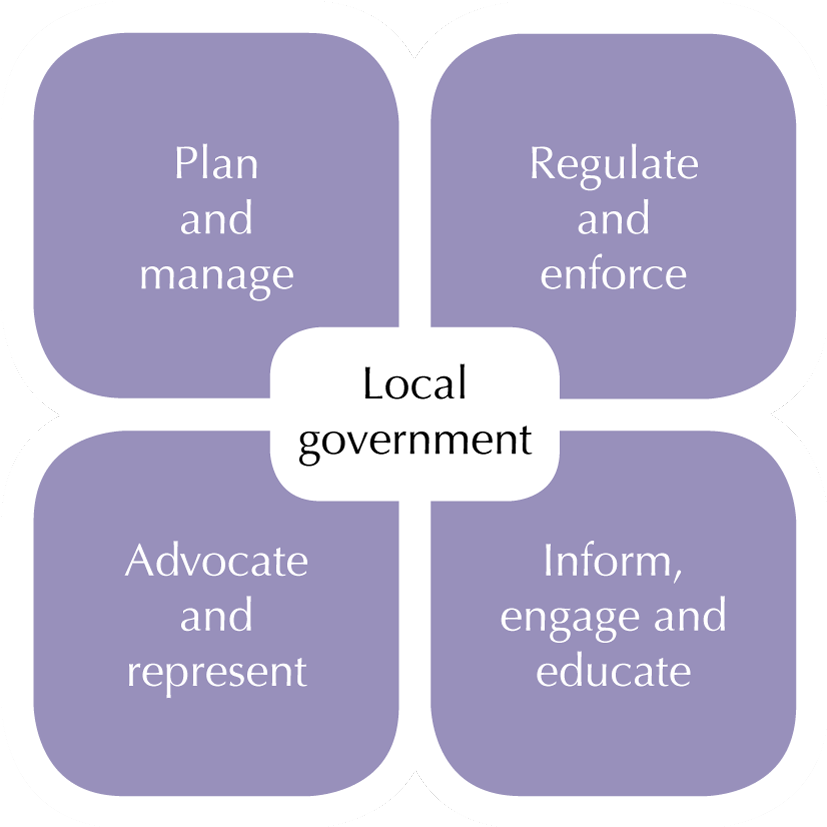 Plan
and
manage
Regulate
and
enforce
Local
government
Advocate
and
represent
Inform,
engage and
educate